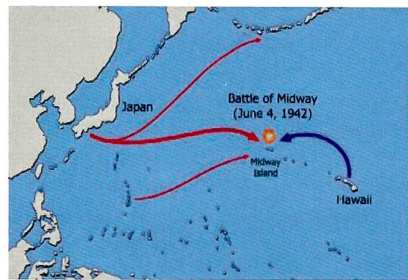 Japan
Battle of Midway
(June 4, 1942)
Midway
Island
Hawaii